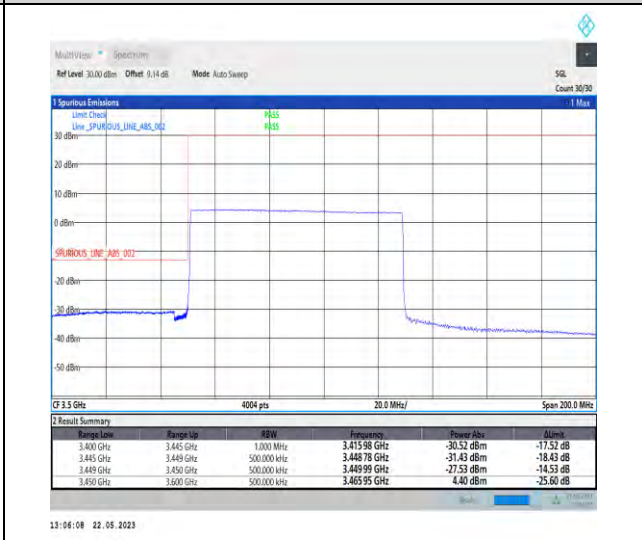 MultiView Spectrum
Ref Level 30.00 dBm Offset 9.14 dB Mode Auto Sweep SGL
Count 30/30
1 Spurious Emissions 1 Max
Limit Check PASS
Line _SPURIOUS_LINE_ABS_002 PASS
30 dBm
20 dBm
10 dBm
0 dBm
SPURIOUS_LINE_ABS_002
-20 dBm
-30 dBm
-40 dBm
-50 dBm
CF 3.5 GHz 4004 pts 20.0 MHz/ Span 200.0 MHz
2 Result Summary
Range Low Range Up RBW Frequency Power Abs ΔLimit
3.400 GHz 3.445 GHz 1.000 MHz 3.415 98 GHz -30.52 dBm -17.52 dB
3.445 GHz 3.449 GHz 500.000 kHz 3.448 78 GHz -31.43 dBm -18.43 dB
3.449 GHz 3.450 GHz 500.000 kHz 3.449 99 GHz -27.53 dBm -14.53 dB
3.450 GHz 3.600 GHz 500.000 kHz 3.465 95 GHz 4.40 dBm -25.60 dB
Ready
13:06:08 22.05.2023